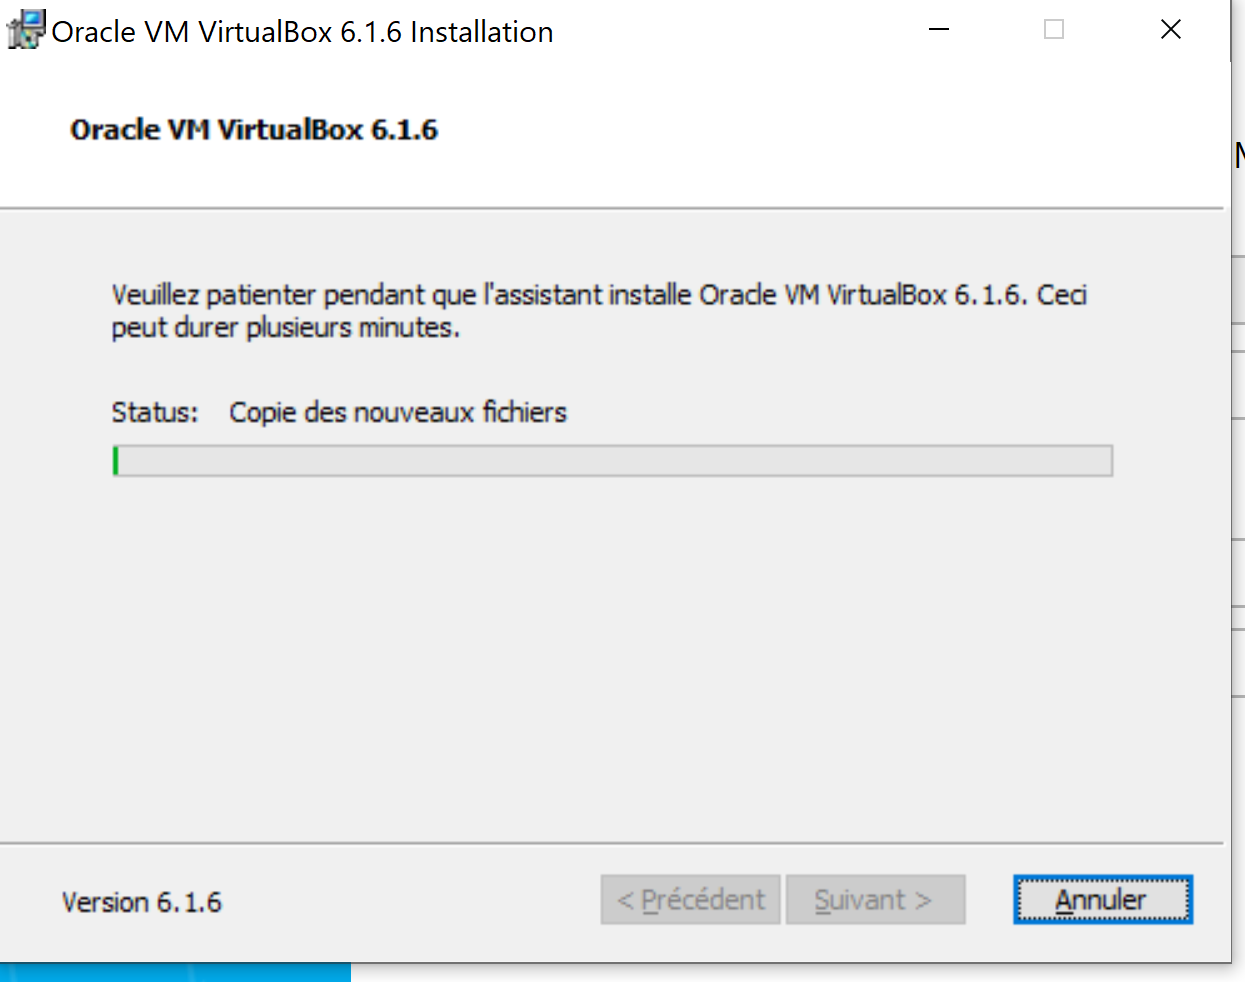 Oracle VM VirtualBox 6.1.6 Installation
Oracle VM VirtualBox 6.1.6
Veuillez patienter pendant que l'assistant installe Oracle VM VirtualBox 6.1.6. Ceci
peut durer plusieurs minutes.
Status: Copie des nouveaux fichiers
Version 6.1.6
< Précédent
Suivant >
Annuler